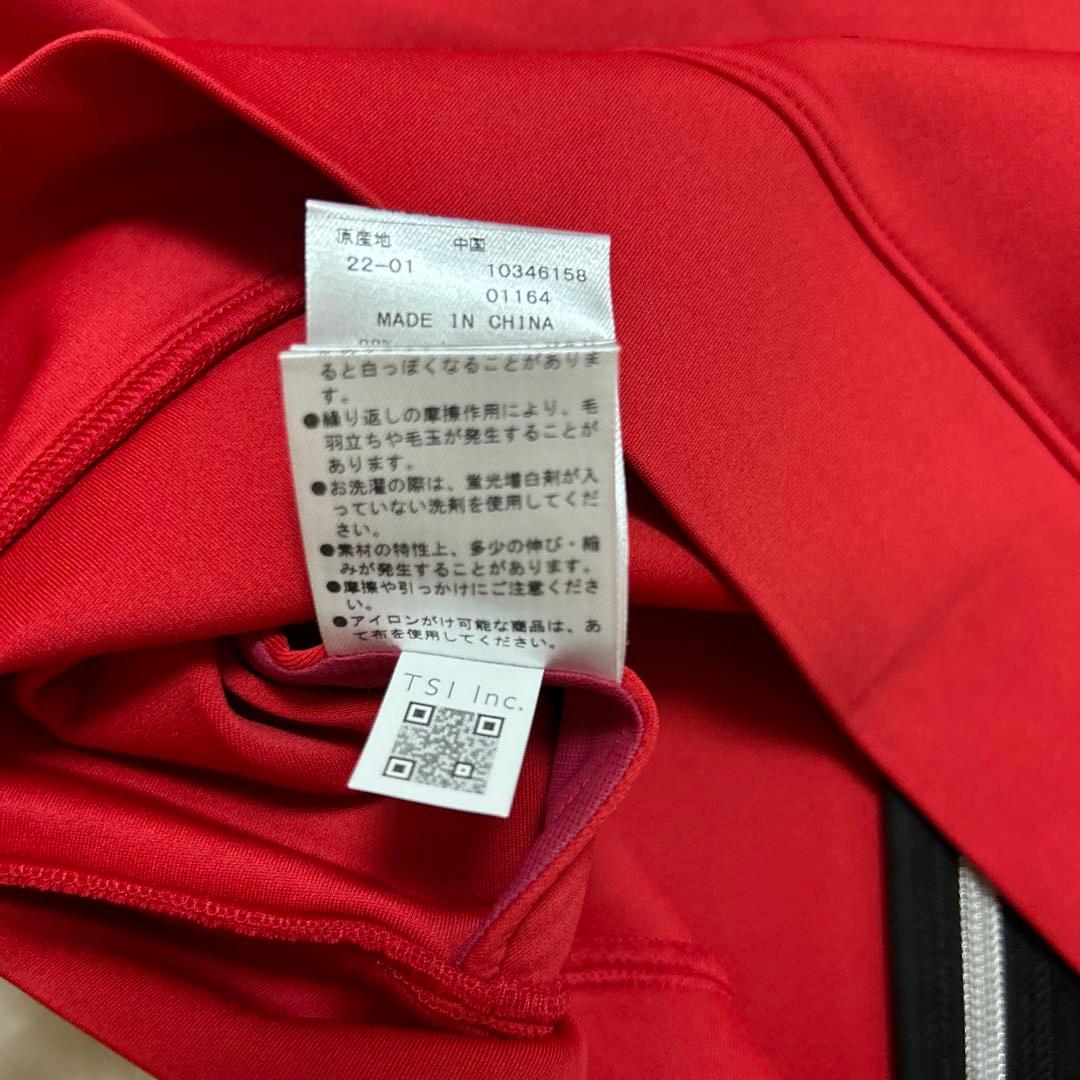 原産地 中国
22-01 10346158
01164
MADE IN CHINA
ると白っぽくなることがありま
す。
●繰り返しの摩擦作用により、毛
羽立ちや毛玉が発生することが
あります。
●お洗濯の際は、蛍光増白剤が入
っていない洗剤を使用してくだ
さい。
●素材の特性上、多少の伸び・縮
みが発生することがあります。
●摩擦や引っかけにご注意くださ
い。
●アイロンがけ可能な商品は、あ
て布を使用してください。
TSI Inc.